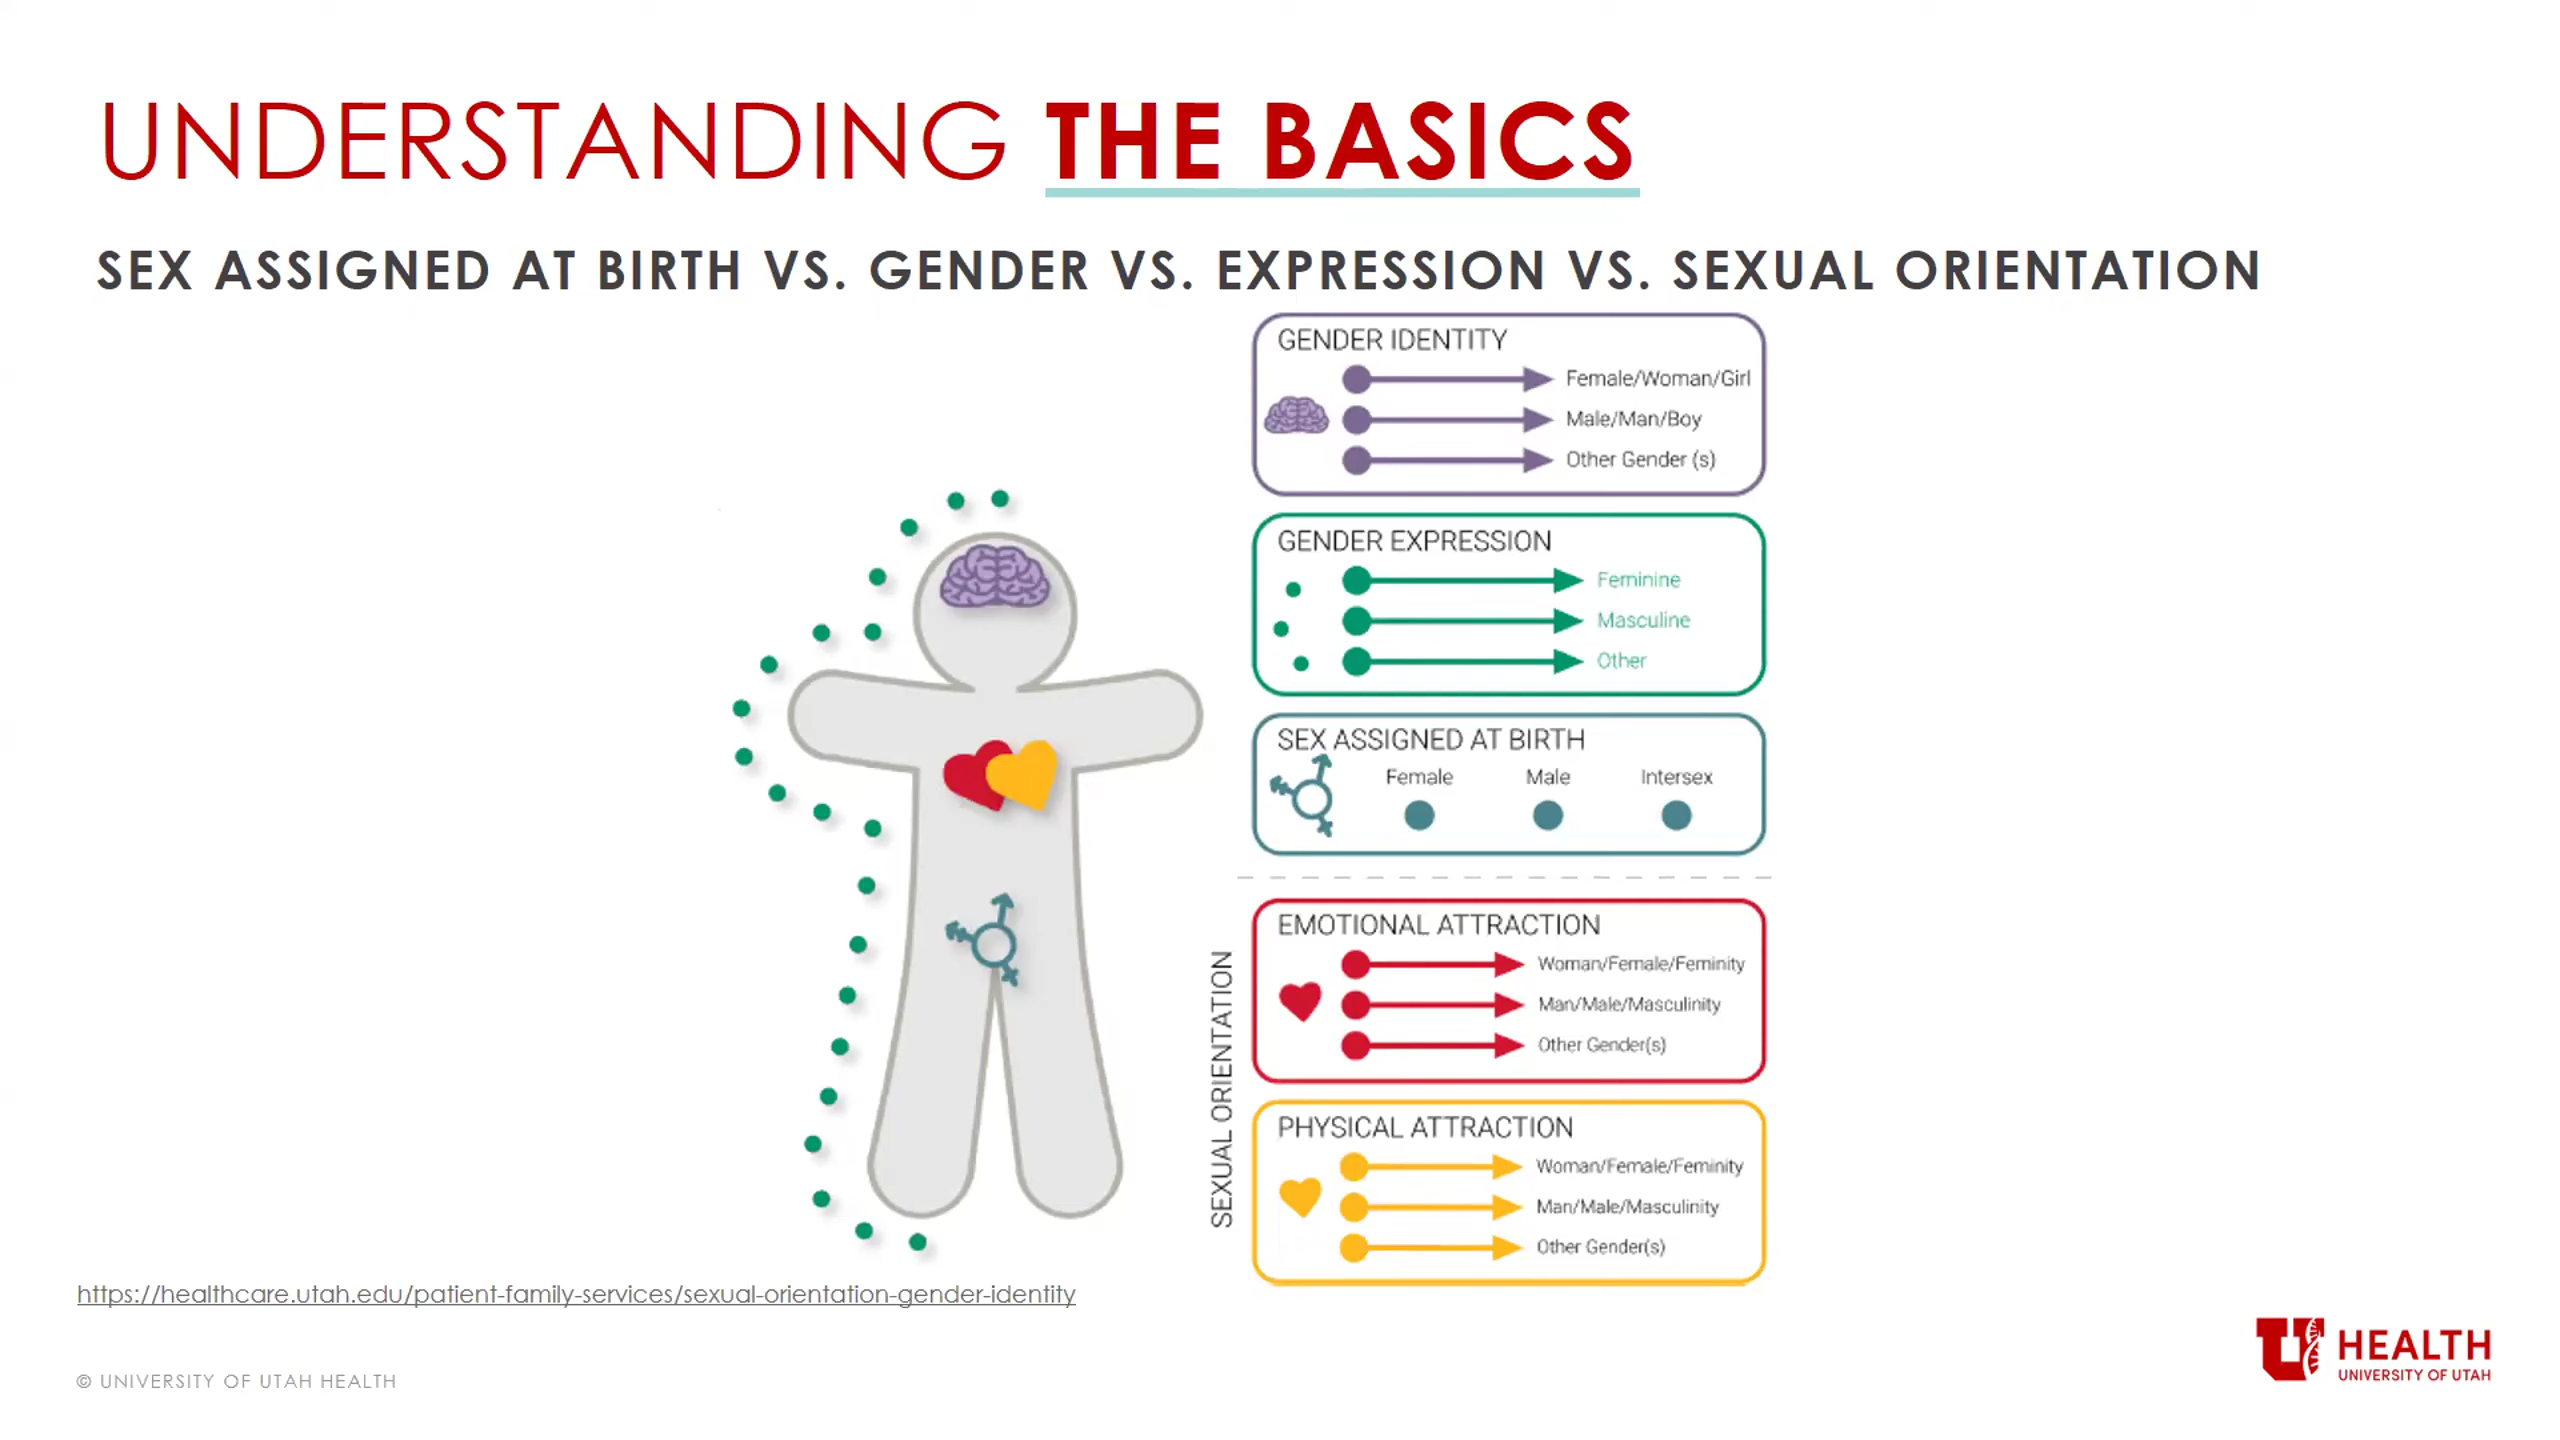 UNDERSTANDING THE BASICS
SEX ASSIGNED AT BIRTH VS. GENDER VS. EXPRESSION VS. SEXUAL ORIENTATION
GENDER IDENTITY
Female/Woman/Girl
Male/Man/Boy
Other Gender (s)
GENDER EXPRESSION
Feminine
Masculine
Other
SEX ASSIGNED AT BIRTH
Female Male Intersex
SEXUAL ORIENTATION
EMOTIONAL ATTRACTION
Woman/Female/Feminity
Man/Male/Masculinity
Other Gender(s)
PHYSICAL ATTRACTION
Woman/Female/Feminity
Man/Male/Masculinity
Other Gender(s)
https://healthcare.utah.edu/patient-family-services/sexual-orientation-gender-identity
© UNIVERSITY OF UTAH HEALTH
U HEALTH
UNIVERSITY OF UTAH